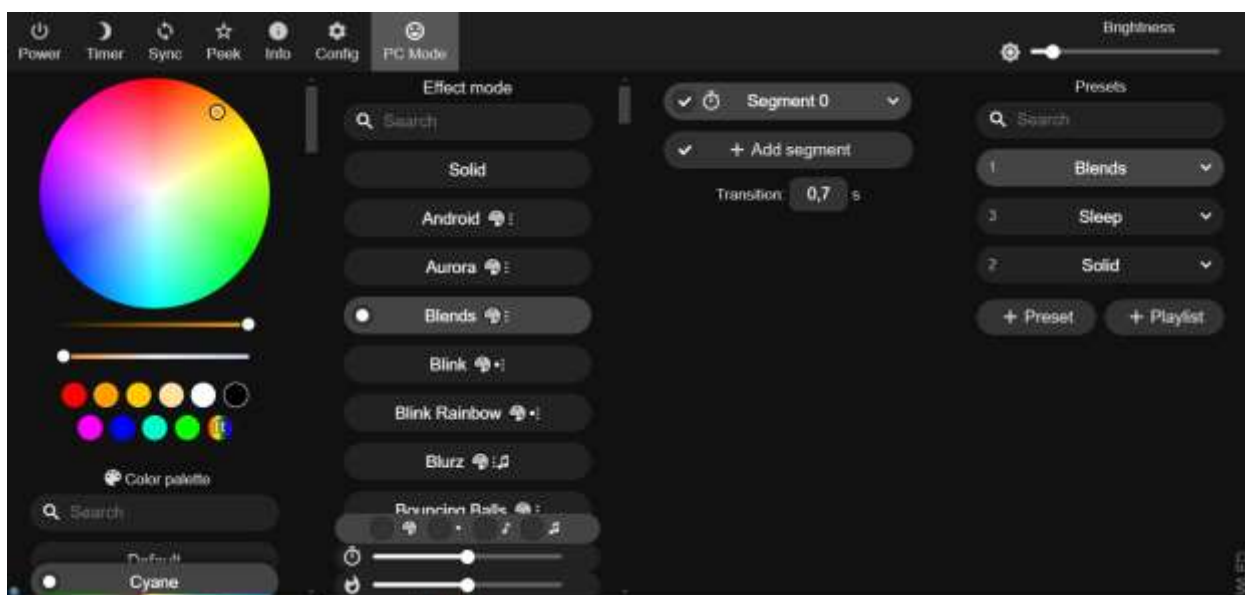 Power Timer Sync Peek Info Config PC Mode
Brightness
Effect mode
Search
Solid
Android
Aurora
Blends
Blink
Blink Rainbow
Blurz
Bouncing Balls
Color palette
Search
Default
Cyane
Segment 0
+ Add segment
Transition: 0,7 s
Presets
Search
1 Blends
3 Sleep
2 Solid
+ Preset + Playlist